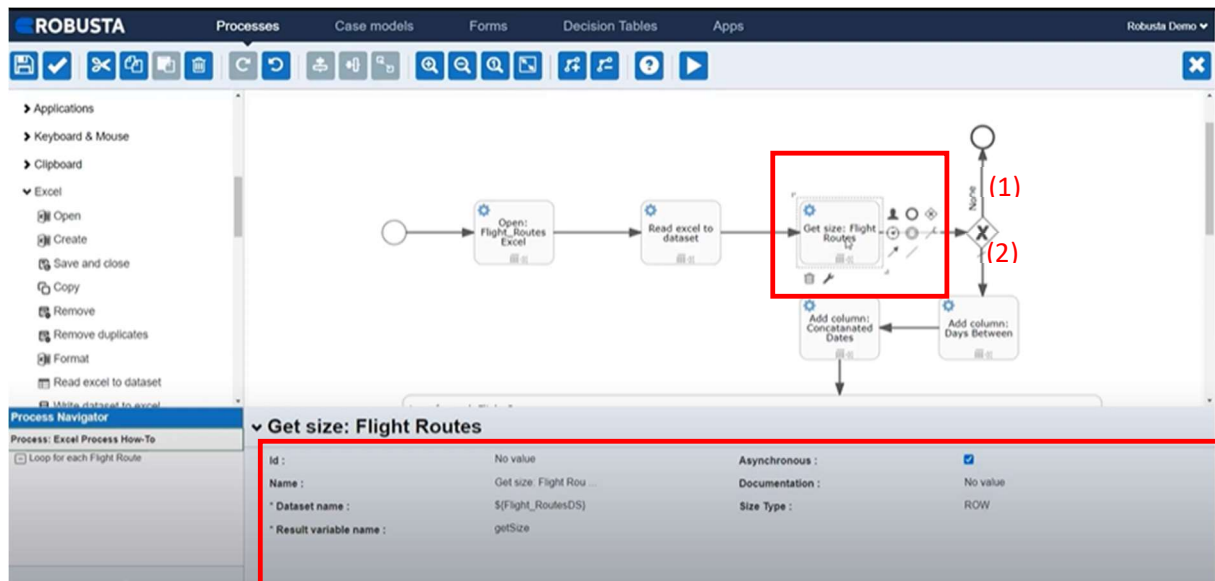 ROBUSTA Processes Case models Forms Decision Tables Apps Robusta Demo
Applications
Keyboard & Mouse
Clipboard
Excel
Open
Create
Save and close
Copy
Remove
Remove duplicates
Format
Read excel to dataset
Write dataset to excel
Open:
Flight_Routes
Excel
Read excel to
dataset
Get size: Flight
Routes
None
(1)
X
(2)
Add column:
Concatanated
Dates
Add column:
Days Between
Process Navigator
Process: Excel Process How-To
Loop for each Flight Route
Get size: Flight Routes
Id : No value Asynchronous :
Name : Get size: Flight Rou ... Documentation : No value
* Dataset name : ${Flight_RoutesDS} Size Type : ROW
* Result variable name : getSize